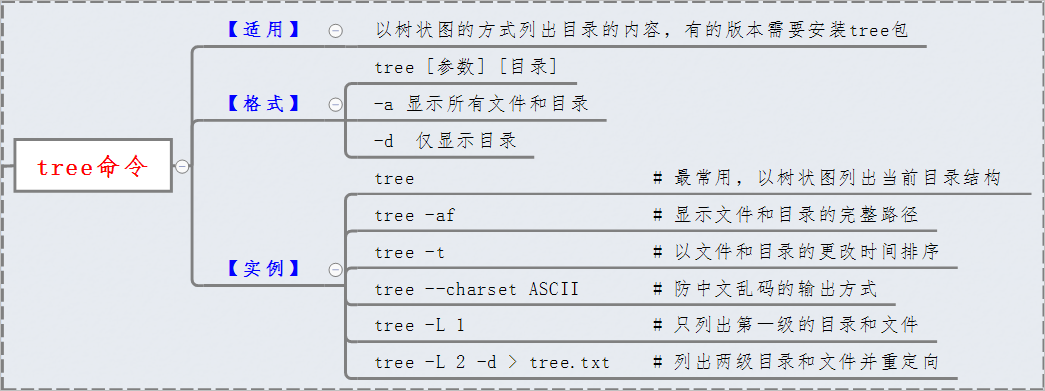 tree命令
【适用】
以树状图的方式列出目录的内容，有的版本需要安装tree包
【格式】
tree [参数] [目录]
-a 显示所有文件和目录
-d 仅显示目录
【实例】
tree # 最常用，以树状图列出当前目录结构
tree -af # 显示文件和目录的完整路径
tree -t # 以文件和目录的更改时间排序
tree --charset ASCII # 防中文乱码的输出方式
tree -L 1 # 只列出第一级的目录和文件
tree -L 2 -d > tree.txt # 列出两级目录和文件并重定向